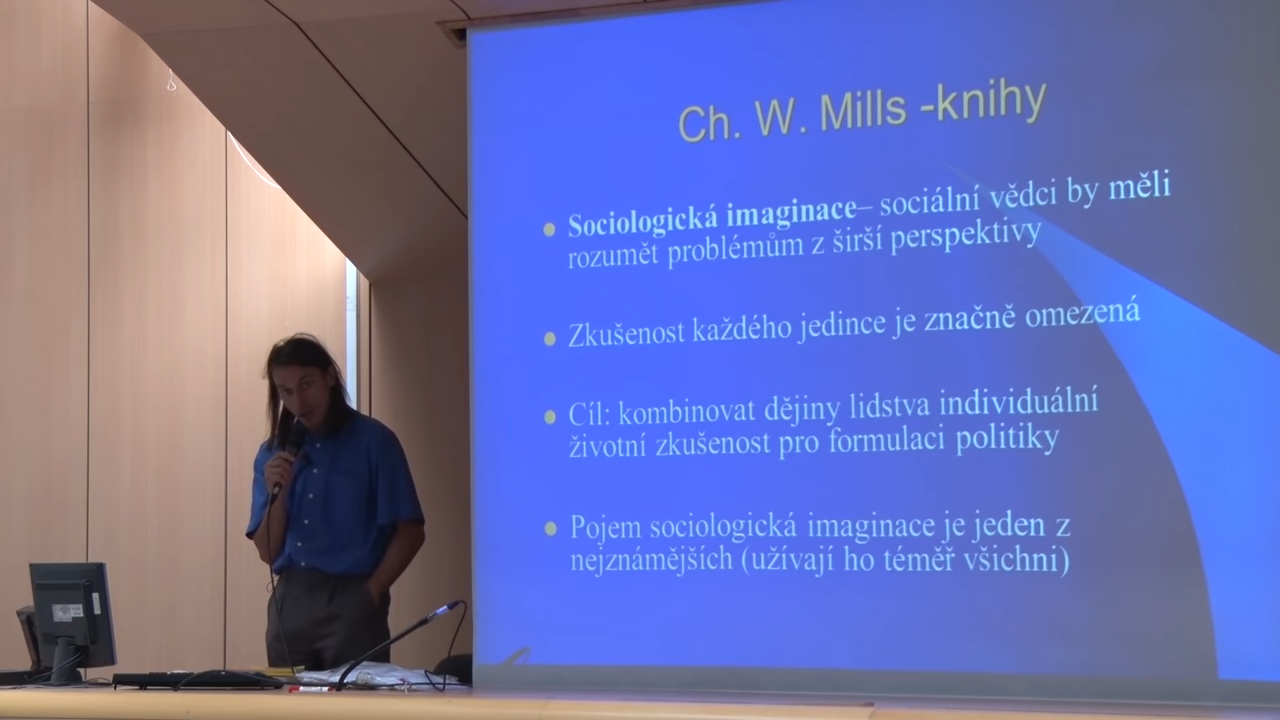 Ch. W. Mills -knihy
Sociologická imaginace– sociální vědci by měli
rozumět problémům z širší perspektivy
Zkušenost každého jedince je značně omezená
Cíl: kombinovat dějiny lidstva individuální
životní zkušenost pro formulaci politiky
Pojem sociologická imaginace je jeden z
nejznámějších (užívají ho téměř všichni)